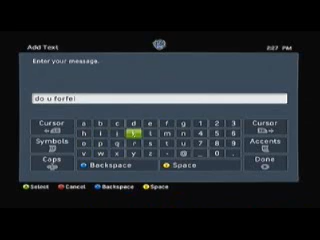 Add Text
2:27 PM
Enter your message.
do u forfei
Cursor a b c d e f g 1 2 3 Cursor
h i j k l m n 4 5 6
Symbols o p q r s t u 7 8 9 Accents
Caps v w x y z - @ _ 0 . Done
Backspace Space
Select Cancel Backspace Space